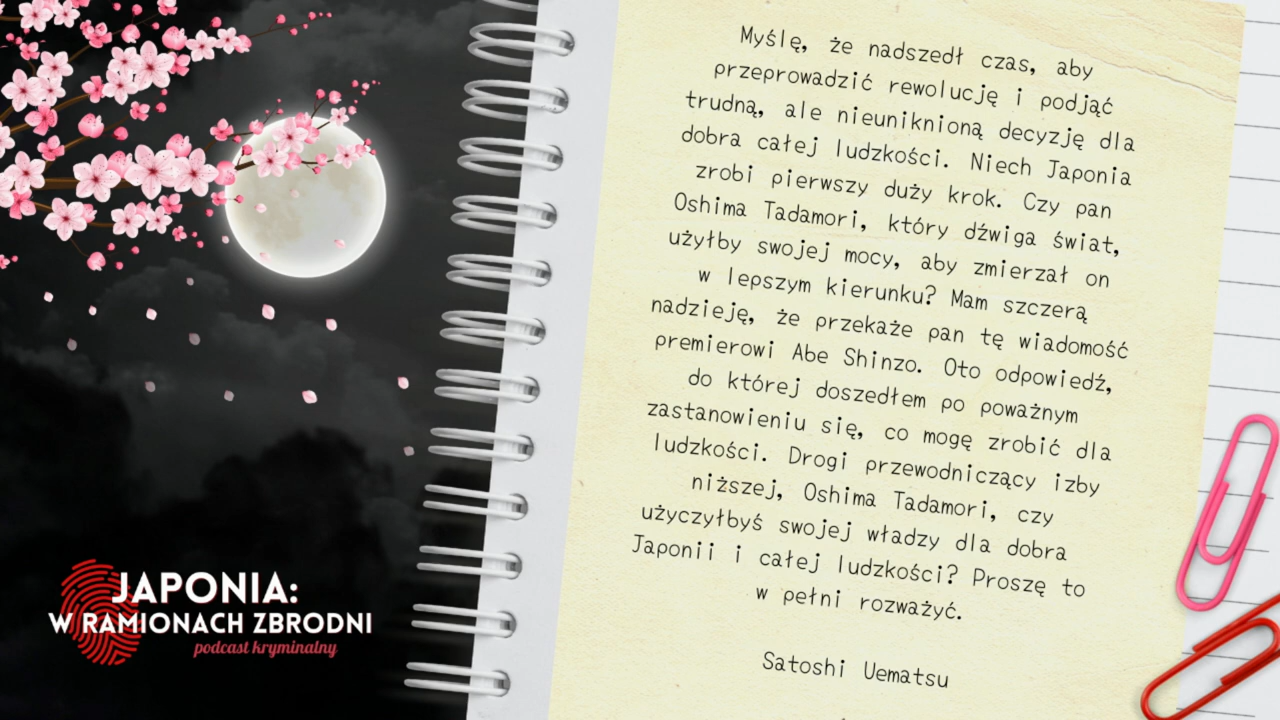 Myślę, że nadszedł czas, aby
przeprowadzić rewolucję i podjąć
trudną, ale nieuniknioną decyzję dla
dobra całej ludzkości. Niech Japonia
zrobi pierwszy duży krok. Czy pan
Oshima Tadamori, który dźwiga świat,
użyłby swojej mocy, aby zmierzał on
w lepszym kierunku? Mam szczerą
nadzieję, że przekaże pan tę wiadomość
premierowi Abe Shinzo. Oto odpowiedź,
do której doszedłem po poważnym
zastanowieniu się, co mogę zrobić dla
ludzkości. Drogi przewodniczący izby
niższej, Oshima Tadamori, czy
użyczyłbyś swojej władzy dla dobra
Japonii i całej ludzkości? Proszę to
w pełni rozważyć.
Satoshi Uematsu
JAPONIA:
W RAMIONACH ZBRODNI
podcast kryminalny